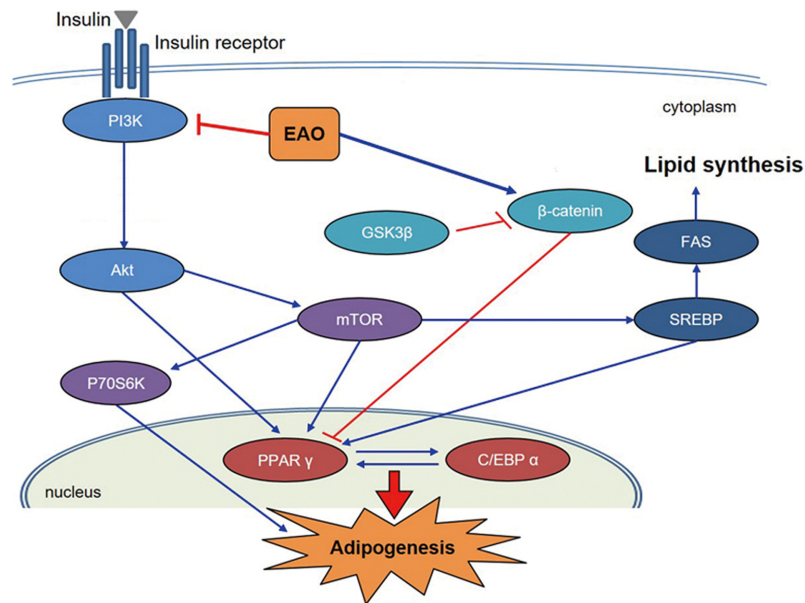 Insulin
Insulin receptor
cytoplasm
PI3K
EAO
Lipid synthesis
β-catenin
GSK3β
FAS
Akt
mTOR
SREBP
P70S6K
PPAR γ
C/EBP α
nucleus
Adipogenesis